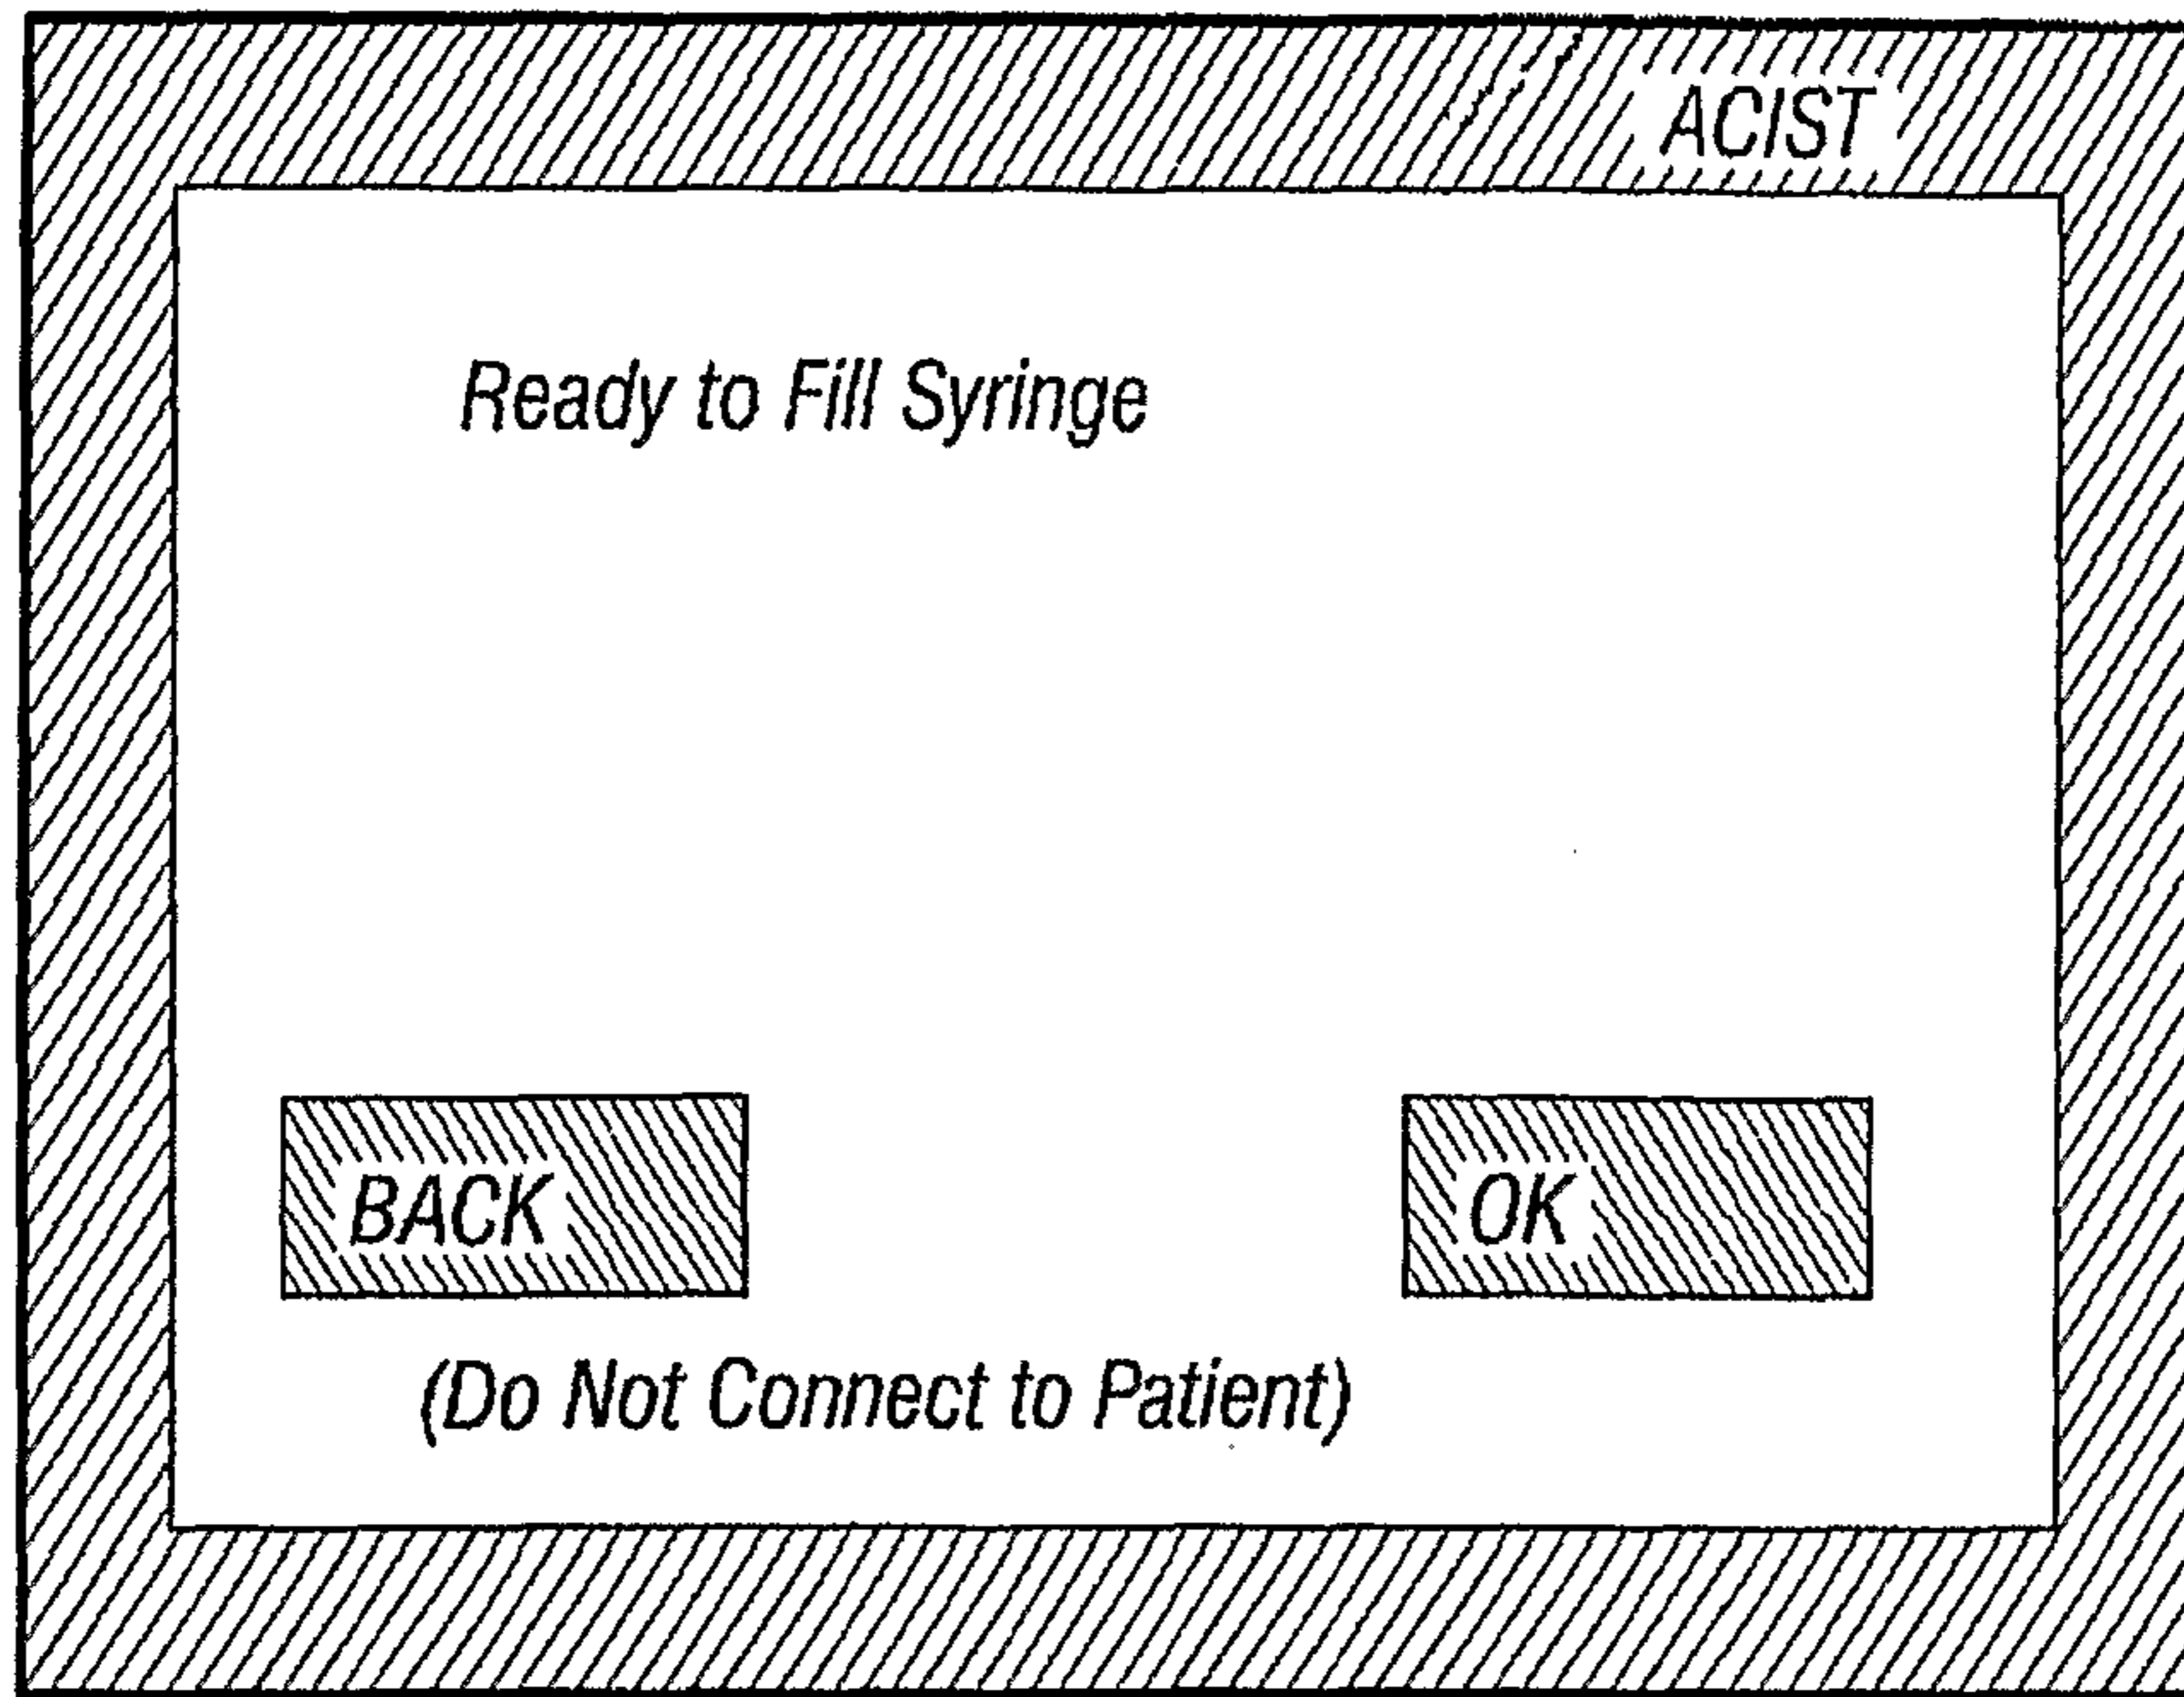 ACIST
Ready to Fill Syringe
BACK OK
(Do Not Connect to Patient)